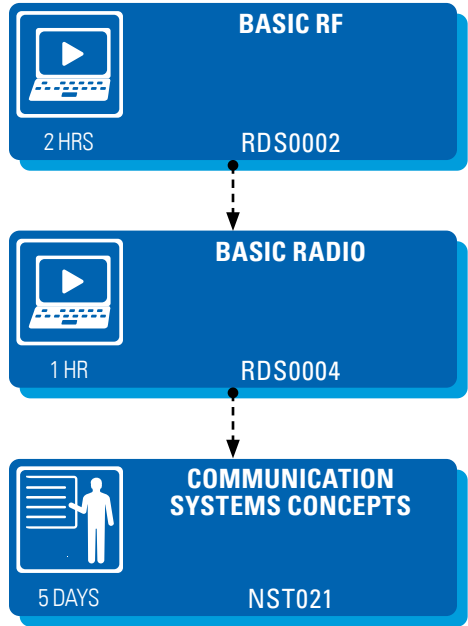 BASIC RF
2 HRS
RDS0002
BASIC RADIO
1 HR
RDS0004
COMMUNICATION
SYSTEMS CONCEPTS
5 DAYS
NST021